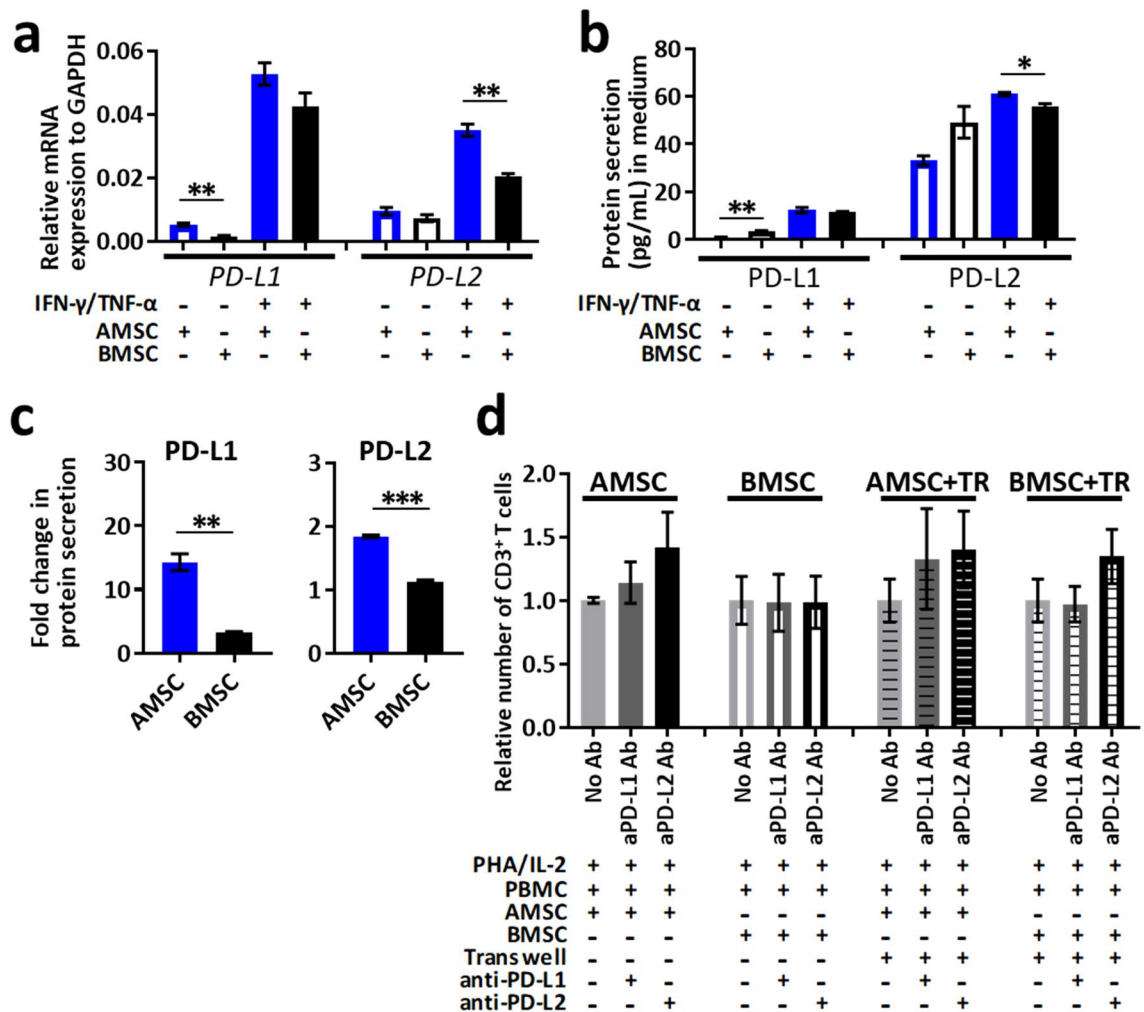 a
Relative mRNA
expression to GAPDH
0.06
0.04
0.02
0.00
**
**
PD-L1 PD-L2
IFN-γ/TNF-α - - + + - - + +
AMSC + - + - + - + -
BMSC - + - + - + - +
b
Protein secretion
(pg/mL) in medium
80
60
40
20
0
**
*
PD-L1 PD-L2
IFN-γ/TNF-α - - + + - - + +
AMSC + - + - + - + -
BMSC - + - + - + - +
c
Fold change in
protein secretion
PD-L1
30
20
10
0
**
AMSC BMSC
PD-L2
3
2
1
0
***
AMSC BMSC
d
Relative number of CD3+ T cells
2.0
1.5
1.0
0.5
0.0
AMSC BMSC AMSC+TR BMSC+TR
No Ab aPD-L1 Ab aPD-L2 Ab No Ab aPD-L1 Ab aPD-L2 Ab No Ab aPD-L1 Ab aPD-L2 Ab No Ab aPD-L1 Ab aPD-L2 Ab
PHA/IL-2 + + + + + + + + + + + +
PBMC + + + + + + + + + + + +
AMSC + + + - - - + + + - - -
BMSC - - - + + + - - - + + +
Transwell - - - - - - + + + + + +
anti-PD-L1 - + - - + - - + - - + -
anti-PD-L2 - - + - - + - - + - - +